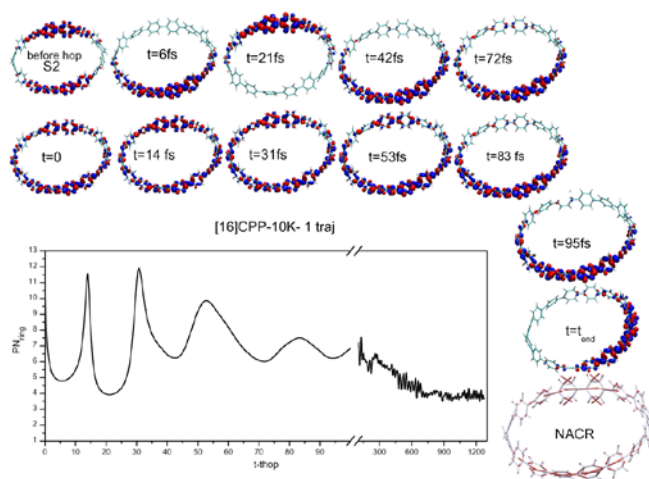 before hop
S2
t=6fs
t=21fs
t=42fs
t=72fs
t=0
t=14 fs
t=31fs
t=53fs
t=83 fs
[16]CPP-10K- 1 traj
t=95fs
t=t_end
NACR
13
12
11
10
9
8
7
6
5
4
3
2
1
PN_ring
0 10 20 30 40 50 60 70 80 90 300 600 900 1200
t-thop